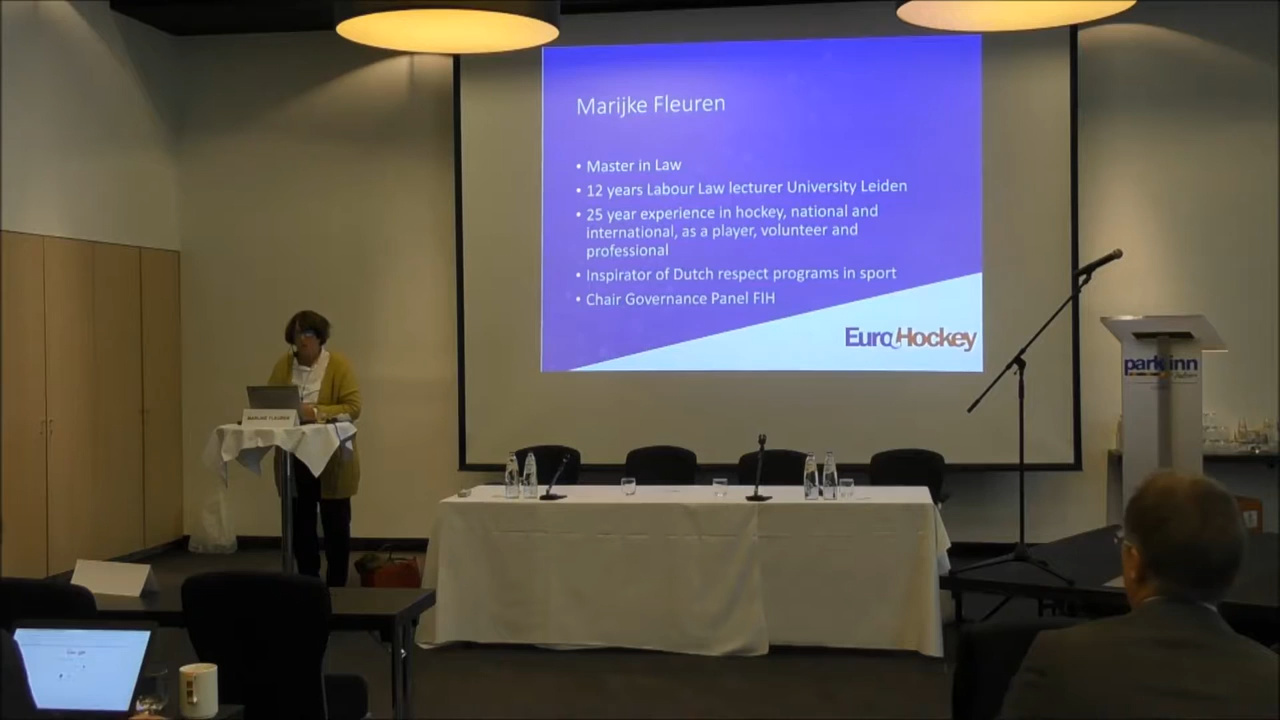 Marijke Fleuren
• Master in Law
• 12 years Labour Law lecturer University Leiden
• 25 year experience in hockey, national and
international, as a player, volunteer and
professional
• Inspirator of Dutch respect programs in sport
• Chair Governance Panel FIH
EuroHockey
park inn
MARIJKE FLEUREN